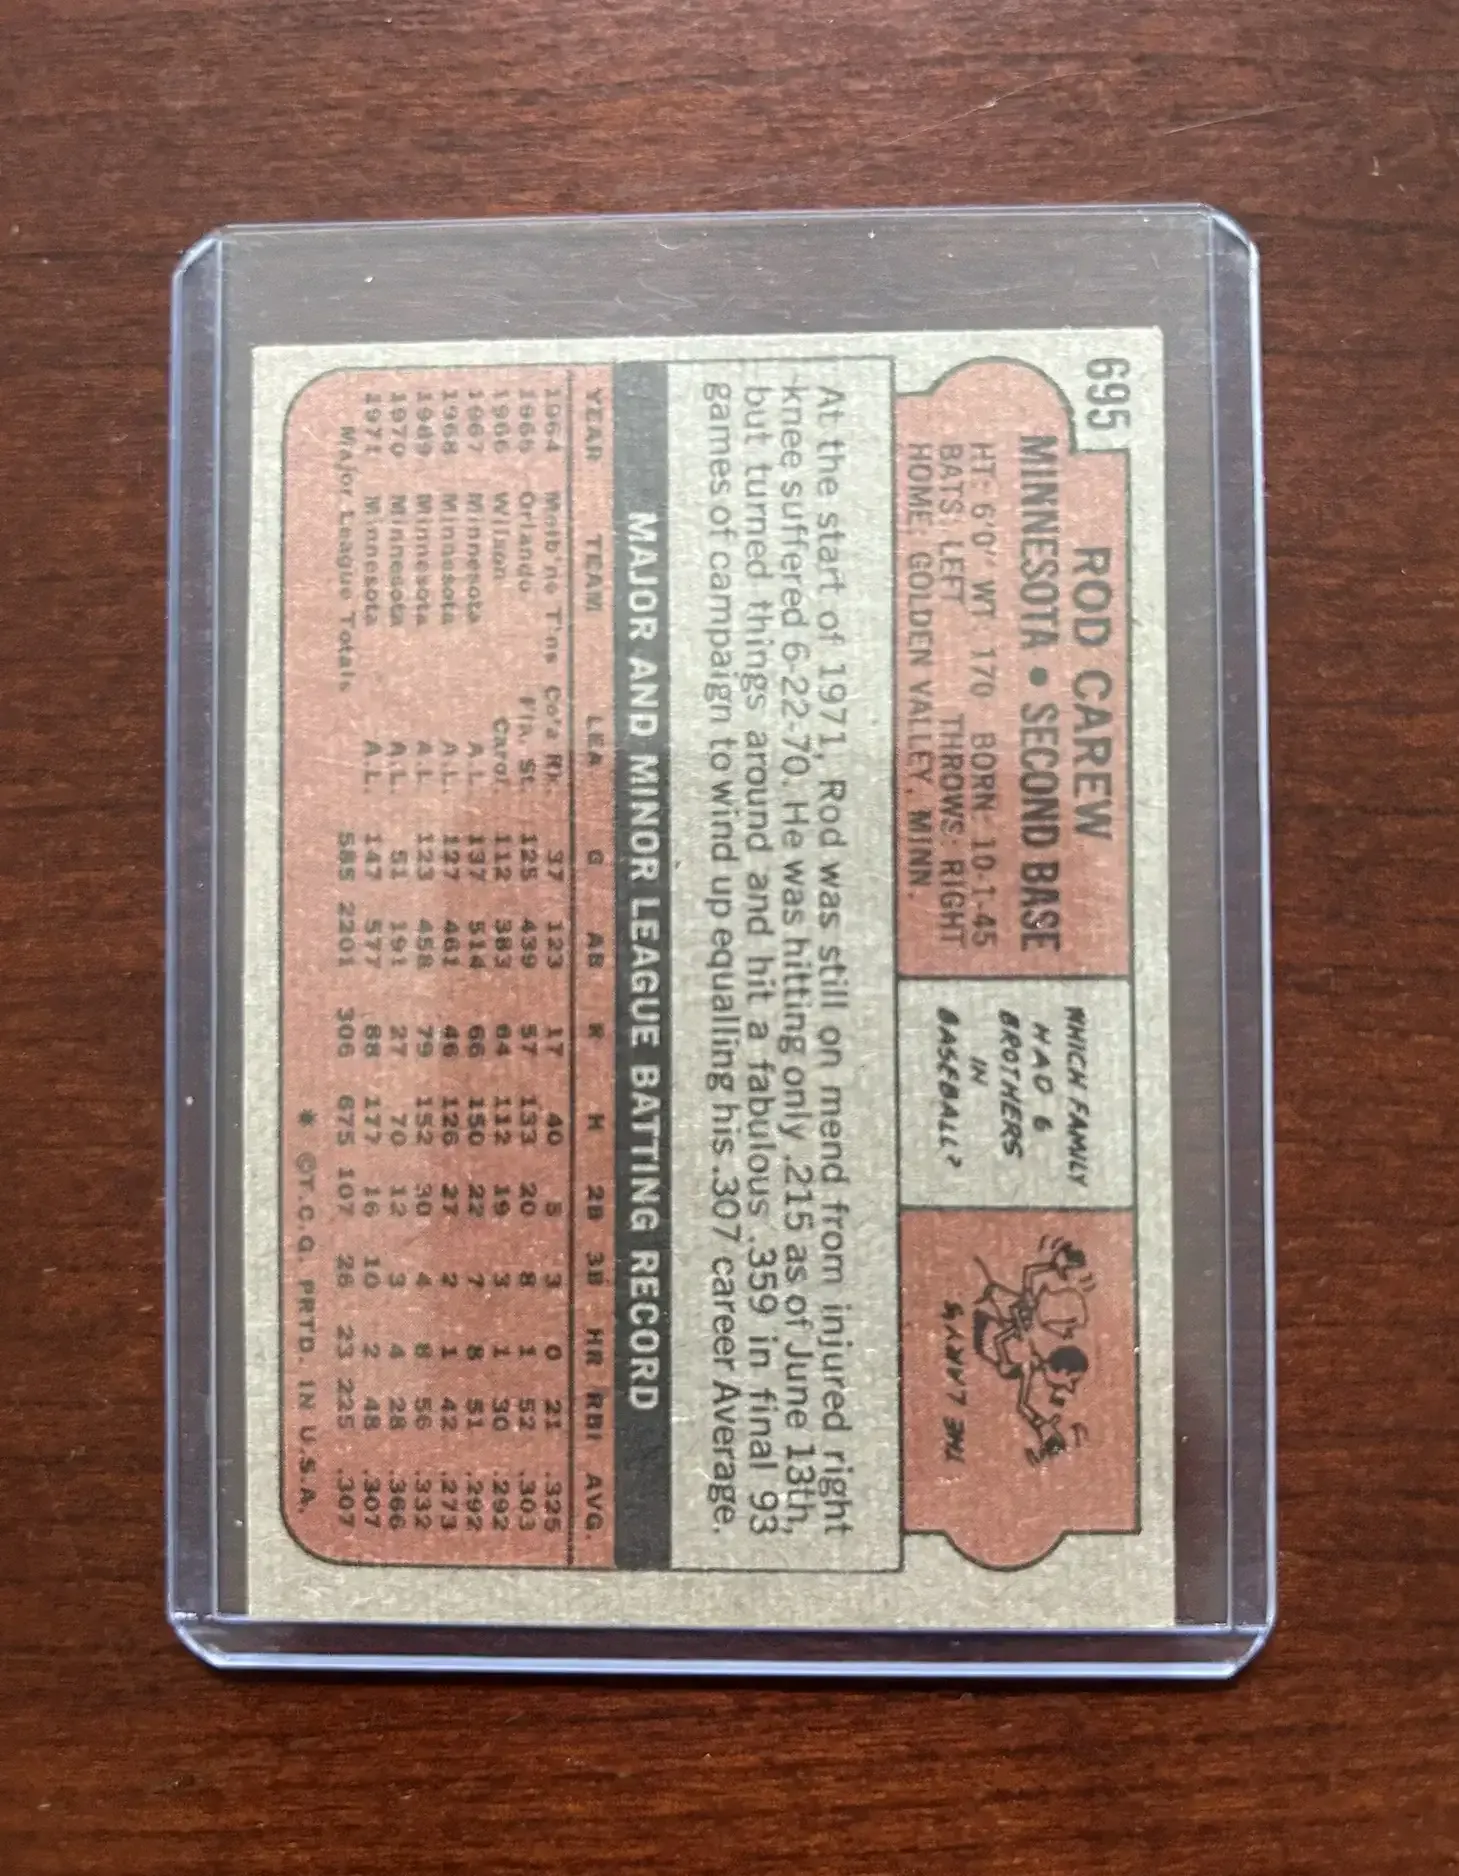 695
ROD CAREW
MINNESOTA • SECOND BASE
HT: 6'0" WT: 170 BORN: 10-1-45
BATS: LEFT THROWS: RIGHT
HOME: GOLDEN VALLEY, MINN.
WHICH FAMILY
HAD 6
BROTHERS
IN
BASEBALL?
THE LARY'S
At the start of 1971, Rod was still on mend from injured right
knee suffered 6-22-70. He was hitting only .215 as of June 13th,
but turned things around and hit a fabulous .359 in final 93
games of campaign to wind up equalling his .307 career Average.
MAJOR AND MINOR LEAGUE BATTING RECORD
YEAR TEAM LEA G AB R H 2B 3B HR RBI AVG.
1964 Melb'ne T'ns Co'a Rk. 37 123 17 40 5 3 0 21 .325
1965 Orlando Fla. St. 125 439 57 133 20 8 1 52 .303
1966 Wilson Carol. 112 383 64 112 19 3 1 30 .292
1967 Minnesota A.L. 137 514 66 150 22 7 8 51 .292
1968 Minnesota A.L. 127 461 46 126 27 2 1 42 .273
1969 Minnesota A.L. 123 458 79 152 30 4 8 56 .332
1970 Minnesota A.L. 51 191 27 70 12 3 4 28 .366
1971 Minnesota A.L. 147 577 88 177 16 10 2 48 .307
Major League Totals 585 2201 306 675 107 26 23 225 .307
* ©T.C.G. PRTD. IN U.S.A.